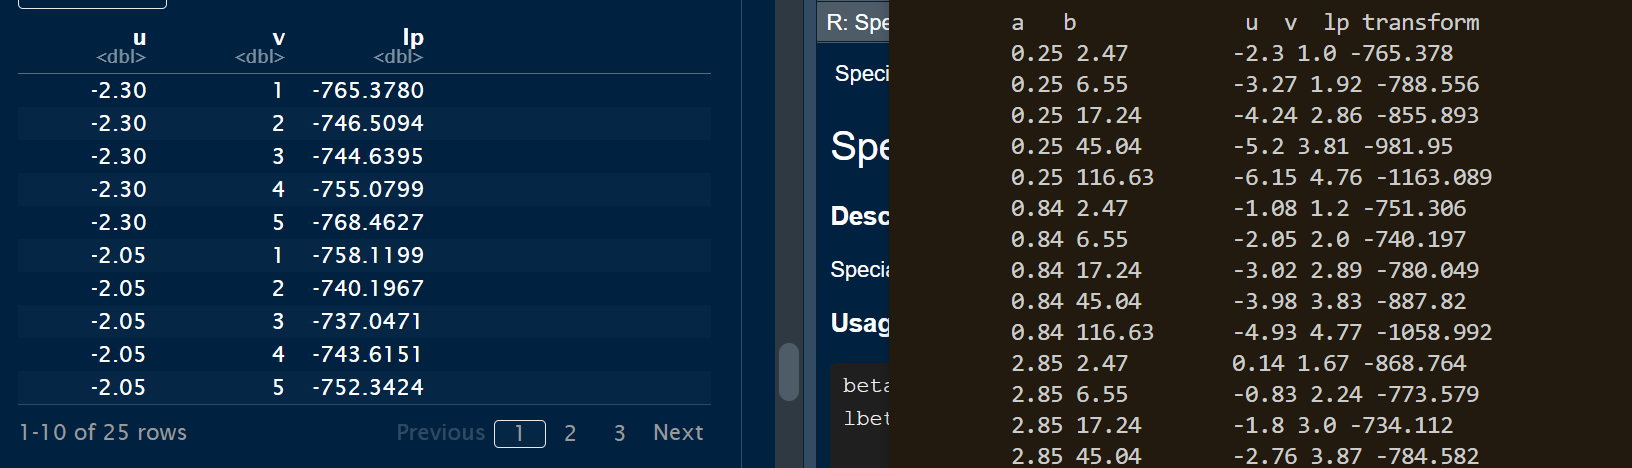 u v lp
<dbl> <dbl> <dbl>
-2.30 1 -765.3780
-2.30 2 -746.5094
-2.30 3 -744.6395
-2.30 4 -755.0799
-2.30 5 -768.4627
-2.05 1 -758.1199
-2.05 2 -740.1967
-2.05 3 -737.0471
-2.05 4 -743.6151
-2.05 5 -752.3424
1-10 of 25 rows Previous 1 2 3 Next
R: Spe
Speci
Spe
Desc
Specia
Usag
beta
lbet
a b u v lp transform
0.25 2.47 -2.3 1.0 -765.378
0.25 6.55 -3.27 1.92 -788.556
0.25 17.24 -4.24 2.86 -855.893
0.25 45.04 -5.2 3.81 -981.95
0.25 116.63 -6.15 4.76 -1163.089
0.84 2.47 -1.08 1.2 -751.306
0.84 6.55 -2.05 2.0 -740.197
0.84 17.24 -3.02 2.89 -780.049
0.84 45.04 -3.98 3.83 -887.82
0.84 116.63 -4.93 4.77 -1058.992
2.85 2.47 0.14 1.67 -868.764
2.85 6.55 -0.83 2.24 -773.579
2.85 17.24 -1.8 3.0 -734.112
2.85 45.04 -2.76 3.87 -784.582